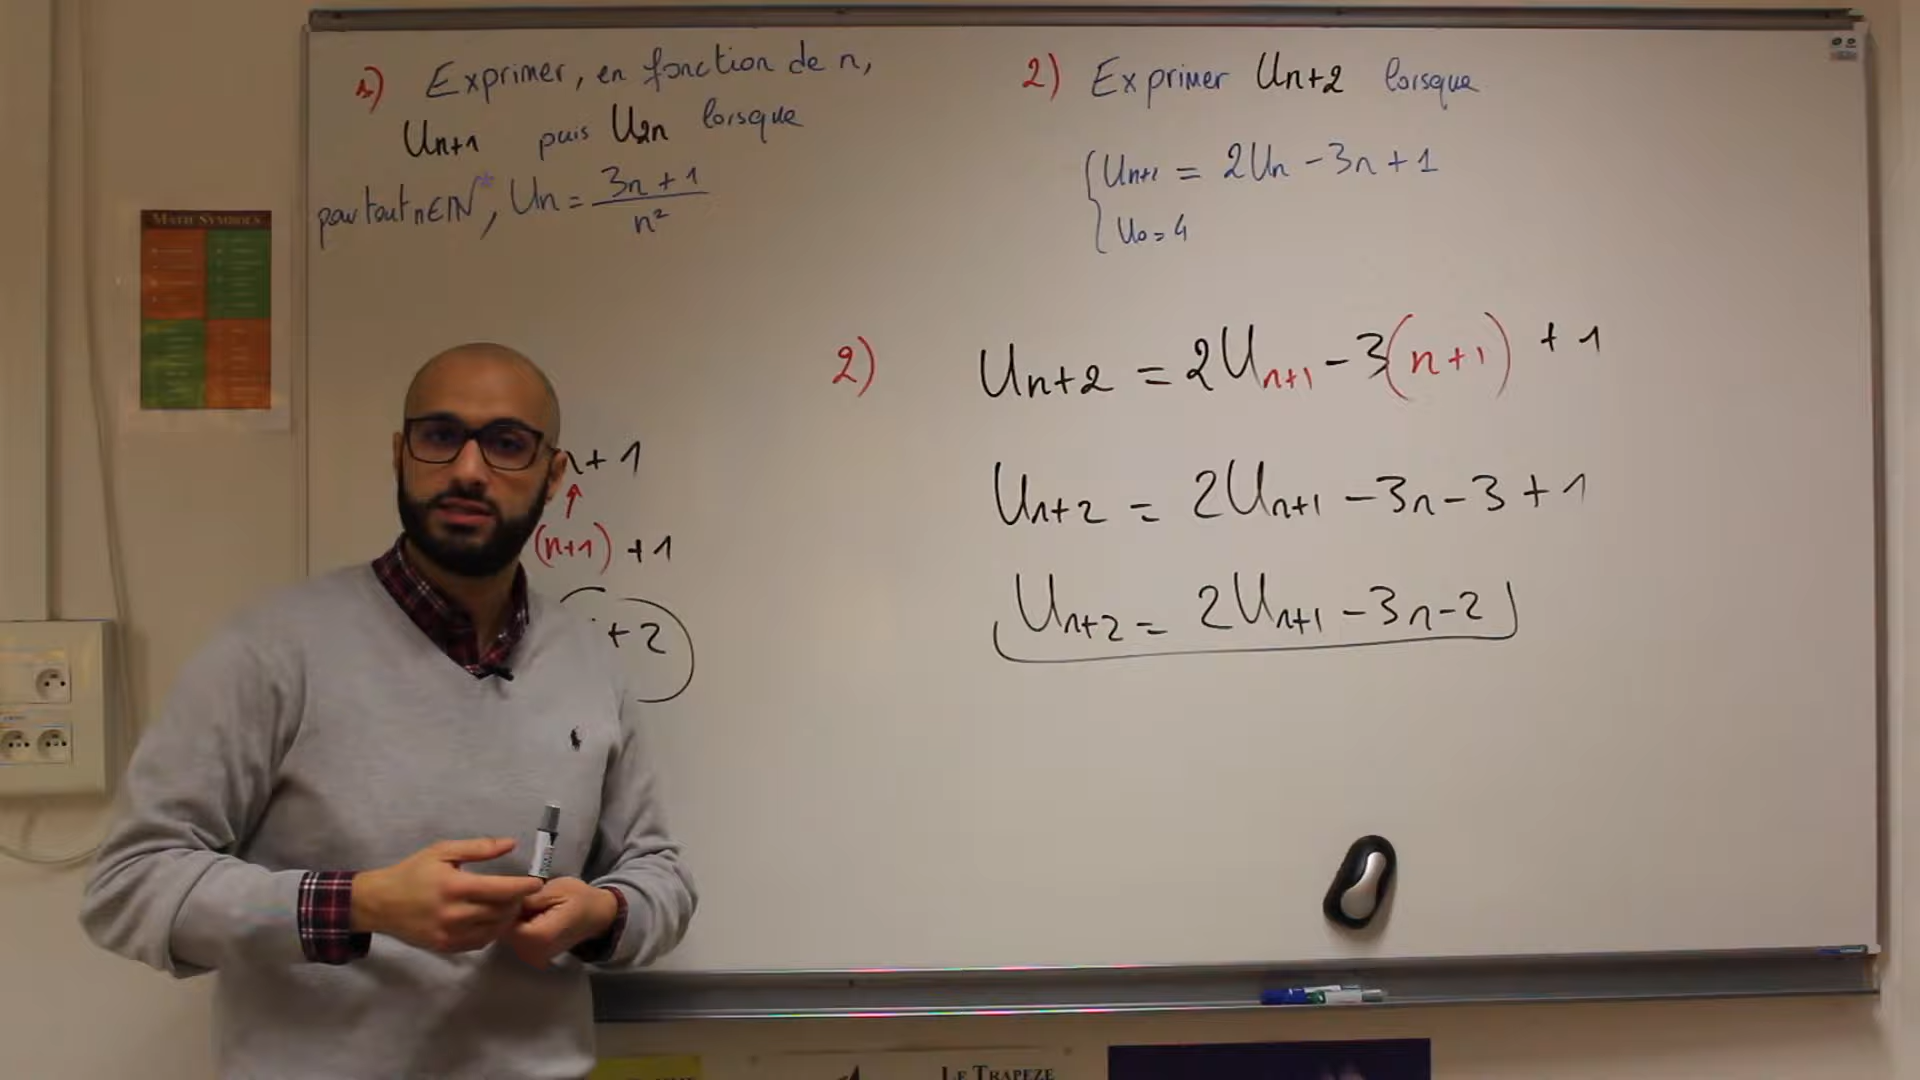 1) Exprimer, en fonction de n,
Un+1 puis U2n lorsque
pour tout n∈ℕ*, Un = (3n+1)/n²
2) Exprimer Un+2 lorsque
{ Un+1 = 2Un - 3n + 1
U0 = 4
n+1
(n+1) +1
+2
2) Un+2 = 2Un+1 - 3(n+1) + 1
Un+2 = 2Un+1 - 3n - 3 + 1
Un+2 = 2Un+1 - 3n - 2
MATH SYMBOLS
LE TRAPEZE